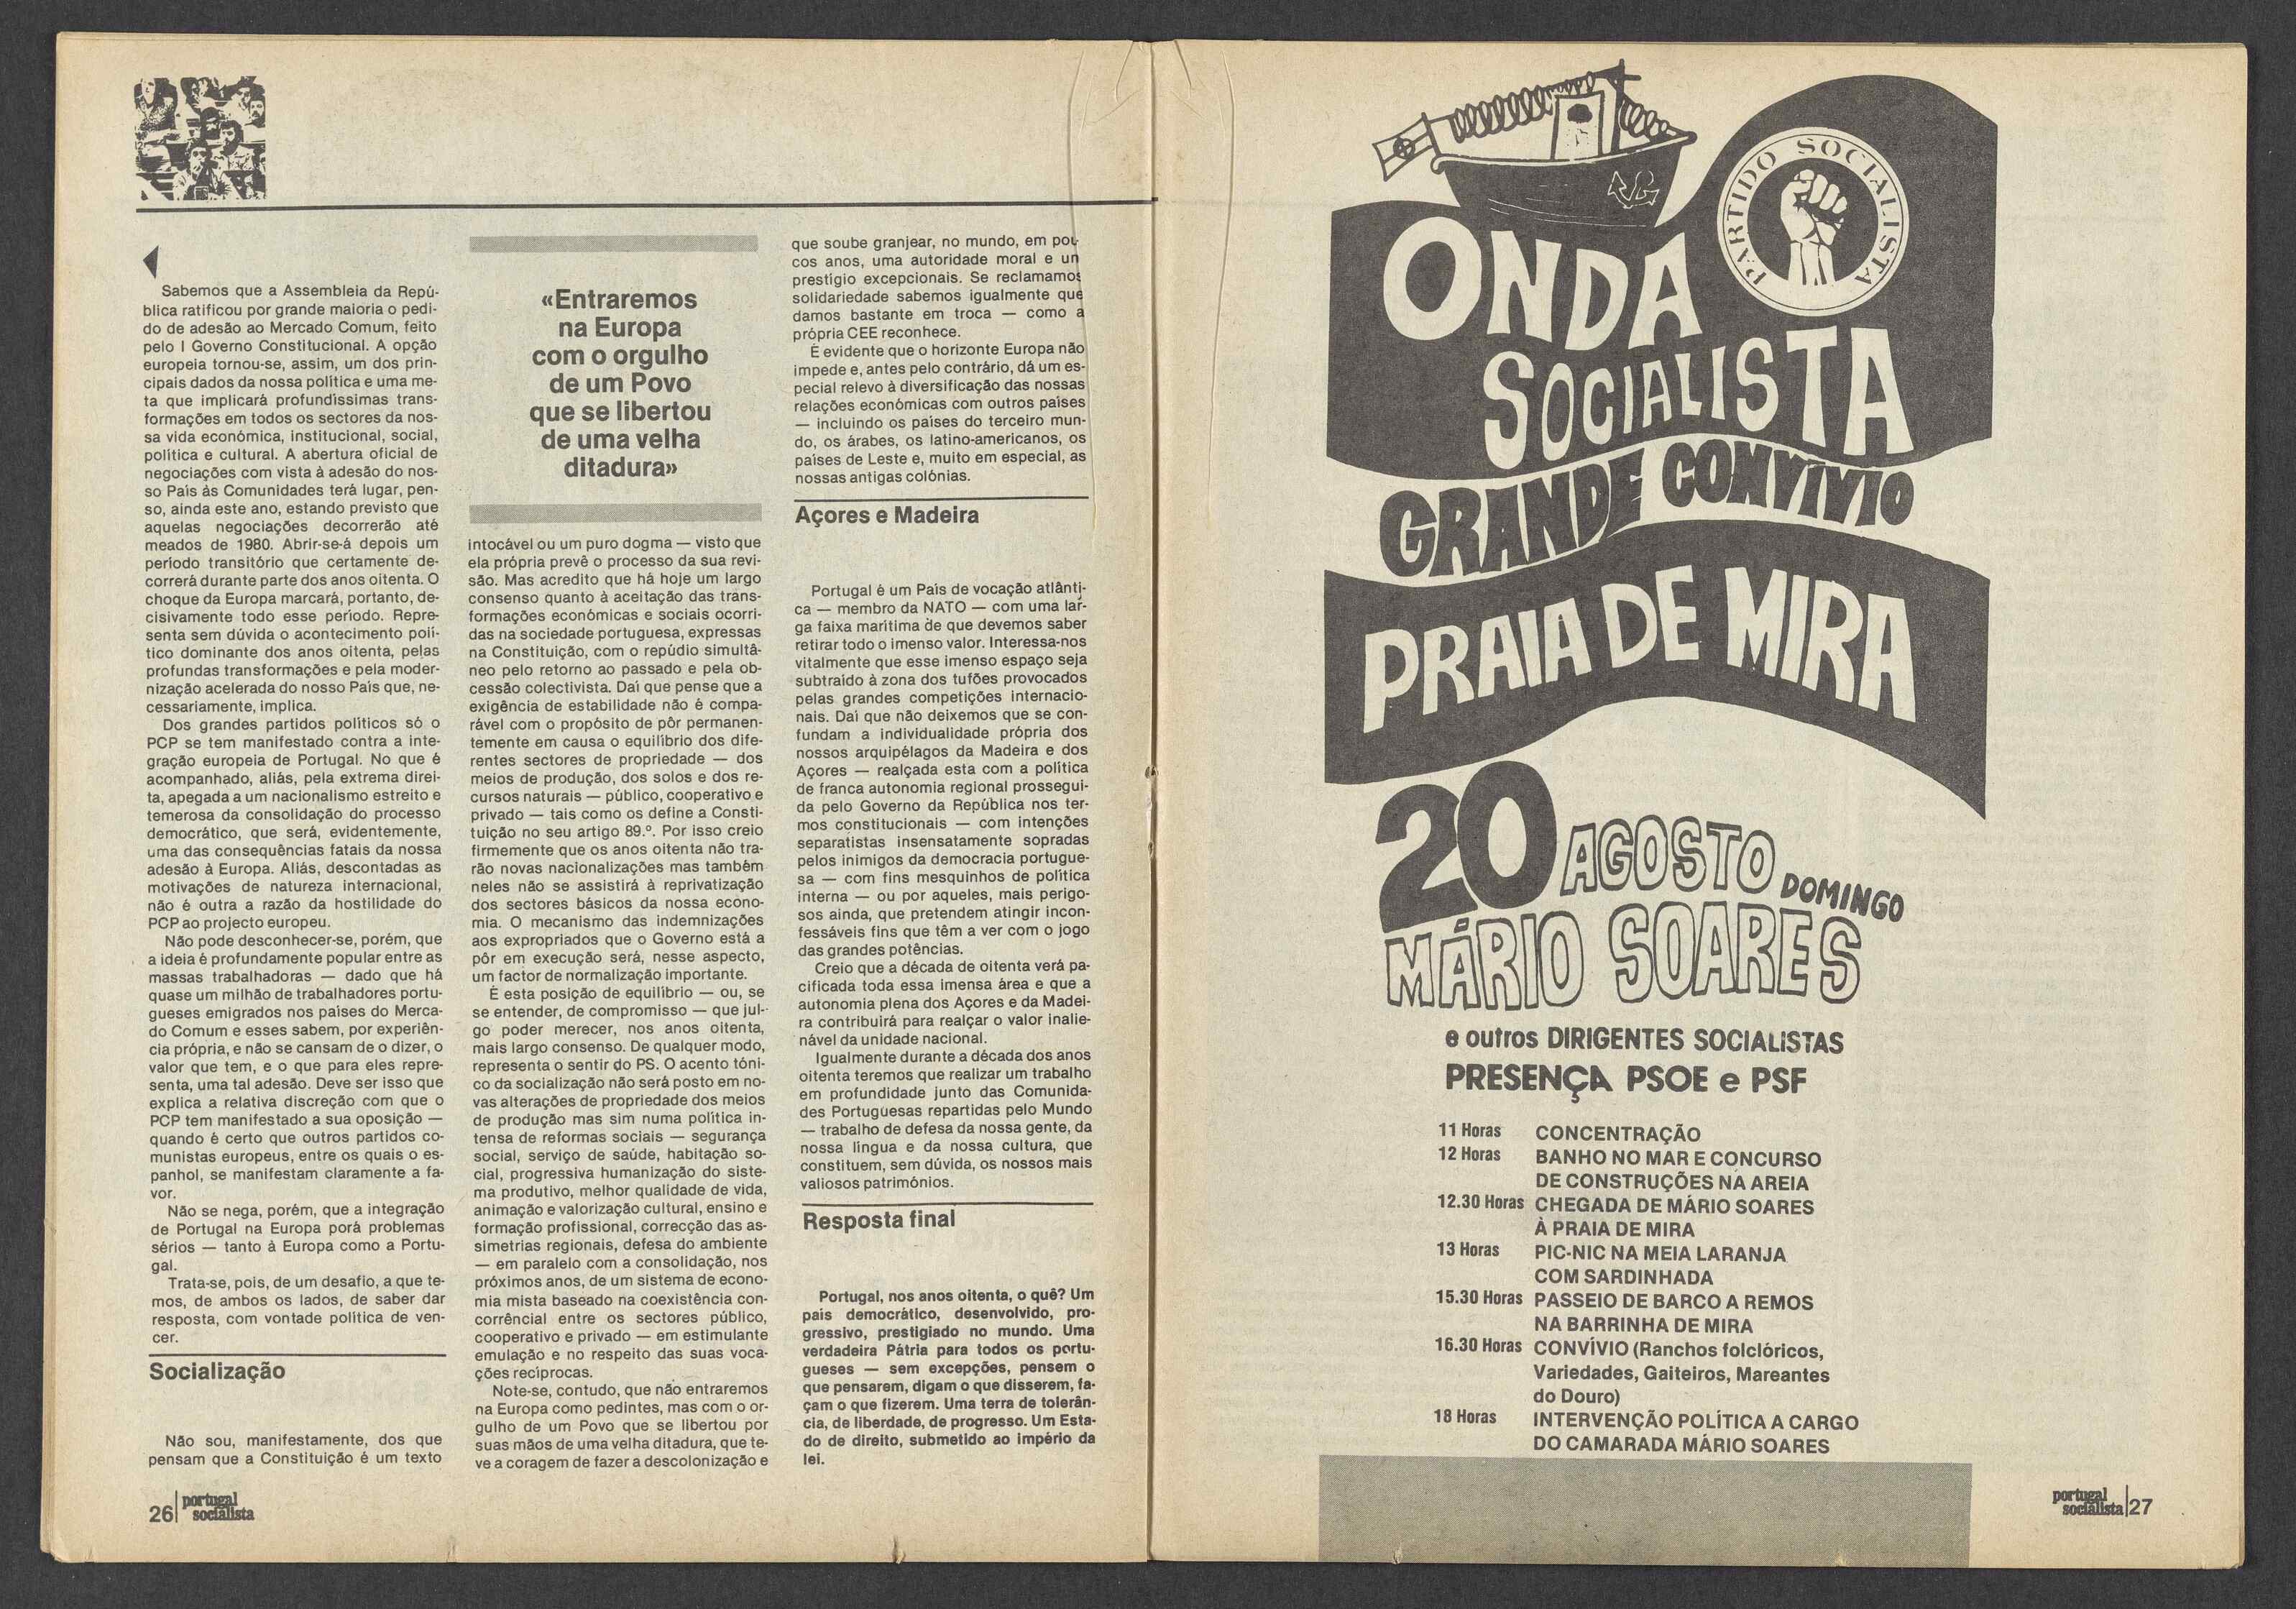 Sabemos que a Assembleia da Repú-
blica ratificou por grande maioria o pedi-
do de adesão ao Mercado Comum, feito
pelo I Governo Constitucional. A opção
europeia tornou-se, assim, um dos prin-
cipais dados da nossa política e uma me-
ta que implicará profundíssimas trans-
formações em todos os sectores da nos-
sa vida económica, institucional, social,
política e cultural. A abertura oficial de
negociações com vista à adesão do nos-
so País às Comunidades terá lugar, pen-
so, ainda este ano, estando previsto que
aquelas negociações decorrerão até
meados de 1980. Abrir-se-á depois um
período transitório que certamente de-
correrá durante parte dos anos oitenta. O
choque da Europa marcará, portanto, de-
cisivamente todo esse período. Repre-
senta sem dúvida o acontecimento polí-
tico dominante dos anos oitenta, pelas
profundas transformações e pela moder-
nização acelerada do nosso País que, ne-
cessariamente, implica.
Dos grandes partidos políticos só o
PCP se tem manifestado contra a inte-
gração europeia de Portugal. No que é
acompanhado, aliás, pela extrema direi-
ta, apegada a um nacionalismo estreito e
temerosa da consolidação do processo
democrático, que será, evidentemente,
uma das consequências fatais da nossa
adesão à Europa. Aliás, descontadas as
motivações de natureza internacional,
não é outra a razão da hostilidade do
PCP ao projecto europeu.
Não pode desconhecer-se, porém, que
a ideia é profundamente popular entre as
massas trabalhadoras — dado que há
quase um milhão de trabalhadores portu-
gueses emigrados nos países do Merca-
do Comum e esses sabem, por experiên-
cia própria, e não se cansam de o dizer, o
valor que tem, e o que para eles repre-
senta, uma tal adesão. Deve ser isso que
explica a relativa discreção com que o
PCP tem manifestado a sua oposição —
quando é certo que outros partidos co-
munistas europeus, entre os quais o es-
panhol, se manifestam claramente a fa-
vor.
Não se nega, porém, que a integração
de Portugal na Europa porá problemas
sérios — tanto à Europa como a Portu-
gal.
Trata-se, pois, de um desafio, a que te-
mos, de ambos os lados, de saber dar
resposta, com vontade política de ven-
cer.
Socialização
Não sou, manifestamente, dos que
pensam que a Constituição é um texto
«Entraremos
na Europa
com o orgulho
de um Povo
que se libertou
de uma velha
ditadura»
intocável ou um puro dogma — visto que
ela própria prevê o processo da sua revi-
são. Mas acredito que há hoje um largo
consenso quanto à aceitação das trans-
formações económicas e sociais ocorri-
das na sociedade portuguesa, expressas
na Constituição, com o repúdio simultâ-
neo pelo retorno ao passado e pela ob-
cessão colectivista. Daí que pense que a
exigência de estabilidade não é compa-
rável com o propósito de pôr permanen-
temente em causa o equilíbrio dos dife-
rentes sectores de propriedade — dos
meios de produção, dos solos e dos re-
cursos naturais — público, cooperativo e
privado — tais como os define a Consti-
tuição no seu artigo 89.º. Por isso creio
firmemente que os anos oitenta não tra-
rão novas nacionalizações mas também
neles não se assistirá à reprivatização
dos sectores básicos da nossa econo-
mia. O mecanismo das indemnizações
aos expropriados que o Governo está a
pôr em execução será, nesse aspecto,
um factor de normalização importante.
É esta posição de equilíbrio — ou, se
se entender, de compromisso — que jul-
go poder merecer, nos anos oitenta,
mais largo consenso. De qualquer modo,
representa o sentir do PS. O acento tóni-
co da socialização não será posto em no-
vas alterações de propriedade dos meios
de produção mas sim numa política in-
tensa de reformas sociais — segurança
social, serviço de saúde, habitação so-
cial, progressiva humanização do siste-
ma produtivo, melhor qualidade de vida,
animação e valorização cultural, ensino e
formação profissional, correcção das as-
simetrias regionais, defesa do ambiente
— em paralelo com a consolidação, nos
próximos anos, de um sistema de econo-
mia mista baseado na coexistência con-
correncial entre os sectores público,
cooperativo e privado — em estimulante
emulação e no respeito das suas voca-
ções recíprocas.
Note-se, contudo, que não entraremos
na Europa como pedintes, mas com o or-
gulho de um Povo que se libertou por
suas mãos de uma velha ditadura, que te-
ve a coragem de fazer a descolonização e
que soube granjear, no mundo, em pou-
cos anos, uma autoridade moral e um
prestígio excepcionais. Se reclamamos
solidariedade sabemos igualmente que
damos bastante em troca — como a
própria CEE reconhece.
É evidente que o horizonte Europa não
impede e, antes pelo contrário, dá um es-
pecial relevo à diversificação das nossas
relações económicas com outros países
— incluindo os países do terceiro mun-
do, os árabes, os latino-americanos, os
países de Leste e, muito em especial, as
nossas antigas colónias.
Açores e Madeira
Portugal é um País de vocação atlânti-
ca — membro da NATO — com uma lar-
ga faixa marítima de que devemos saber
retirar todo o imenso valor. Interessa-nos
vitalmente que esse imenso espaço seja
subtraído à zona dos tufões provocados
pelas grandes competições internacio-
nais. Daí que não deixemos que se con-
fundam a individualidade própria dos
nossos arquipélagos da Madeira e dos
Açores — realçada esta com a política
de franca autonomia regional prossegui-
da pelo Governo da República nos ter-
mos constitucionais — com intenções
separatistas insensatamente sopradas
pelos inimigos da democracia portugue-
sa — com fins mesquinhos de política
interna — ou por aqueles, mais perigo-
sos ainda, que pretendem atingir incon-
fessáveis fins que têm a ver com o jogo
das grandes potências.
Creio que a década de oitenta verá pa-
cificada toda essa imensa área e que a
autonomia plena dos Açores e da Madei-
ra contribuirá para realçar o valor inalie-
nável da unidade nacional.
Igualmente durante a década dos anos
oitenta teremos que realizar um trabalho
em profundidade junto das Comunida-
des Portuguesas repartidas pelo Mundo
— trabalho de defesa da nossa gente, da
nossa língua e da nossa cultura, que
constituem, sem dúvida, os nossos mais
valiosos patrimónios.
Resposta final
Portugal, nos anos oitenta, o quê? Um
país democrático, desenvolvido, pro-
gressivo, prestigiado no mundo. Uma
verdadeira Pátria para todos os portu-
gueses — sem excepções, pensem o
que pensarem, digam o que disserem, fa-
çam o que fizerem. Uma terra de tolerân-
cia, de liberdade, de progresso. Um Esta-
do de direito, submetido ao império da
lei.
26 portugal
socialista
PARTIDO SOCIALISTA
ONDA
SOCIALISTA
GRANDE CONVÍVIO
PRAIA DE MIRA
20 AGOSTO DOMINGO
MÁRIO SOARES
e outros DIRIGENTES SOCIALISTAS
PRESENÇA PSOE e PSF
11 Horas CONCENTRAÇÃO
12 Horas BANHO NO MAR E CONCURSO
DE CONSTRUÇÕES NA AREIA
12.30 Horas CHEGADA DE MÁRIO SOARES
À PRAIA DE MIRA
13 Horas PIC-NIC NA MEIA LARANJA
COM SARDINHADA
15.30 Horas PASSEIO DE BARCO A REMOS
NA BARRINHA DE MIRA
16.30 Horas CONVÍVIO (Ranchos folclóricos,
Variedades, Gaiteiros, Mareantes
do Douro)
18 Horas INTERVENÇÃO POLÍTICA A CARGO
DO CAMARADA MÁRIO SOARES
portugal
socialista 27